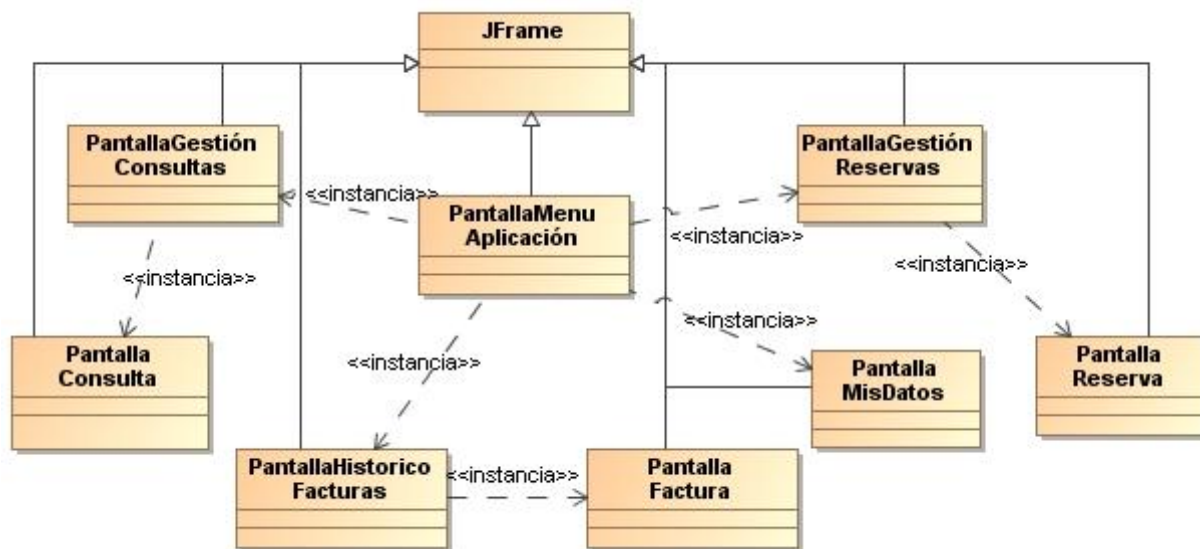 JFrame
PantallaGestión
Consultas
PantallaGestión
Reservas
<<instancia>>
PantallaMenu
Aplicación
<<instancia>>
<<instancia>>
<<instancia>>
<<instancia>>
Pantalla
Consulta
<<instancia>>
Pantalla
MisDatos
Pantalla
Reserva
PantallaHistorico
Facturas
<<instancia>>
Pantalla
Factura